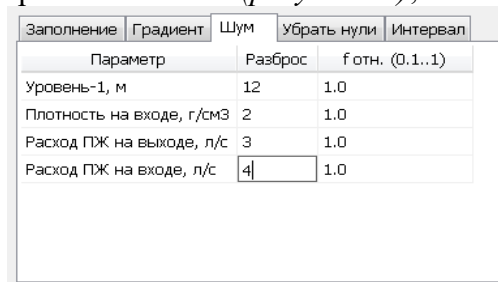 Заполнение Градиент Шум Убрать нули Интервал
Параметр Разброс f отн. (0.1..1)
Уровень-1, м 12 1.0
Плотность на входе, г/см3 2 1.0
Расход ПЖ на выходе, л/с 3 1.0
Расход ПЖ на входе, л/с 4 1.0